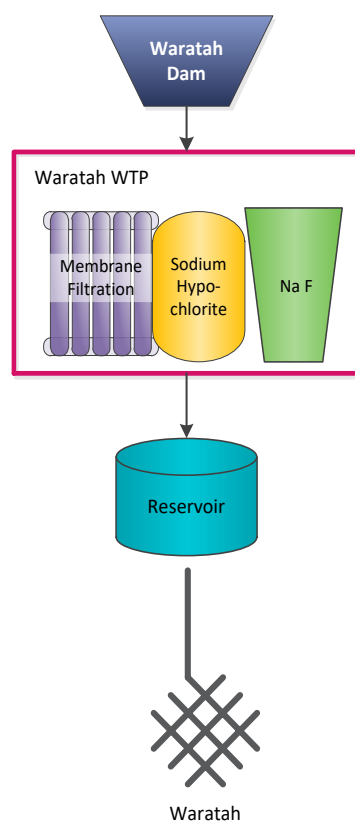 Waratah
Dam
Waratah WTP
Membrane
Filtration
Sodium
Hypo-
chlorite
Na F
Reservoir
Waratah